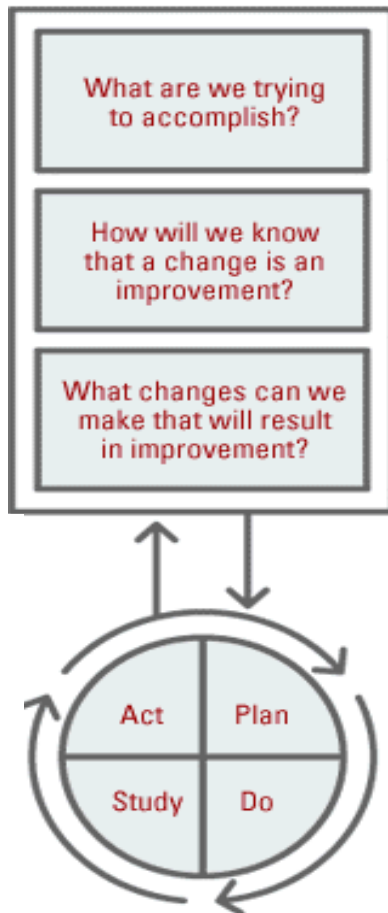 What are we trying
to accomplish?
How will we know
that a change is an
improvement?
What changes can we
make that will result
in improvement?
Act
Plan
Study
Do